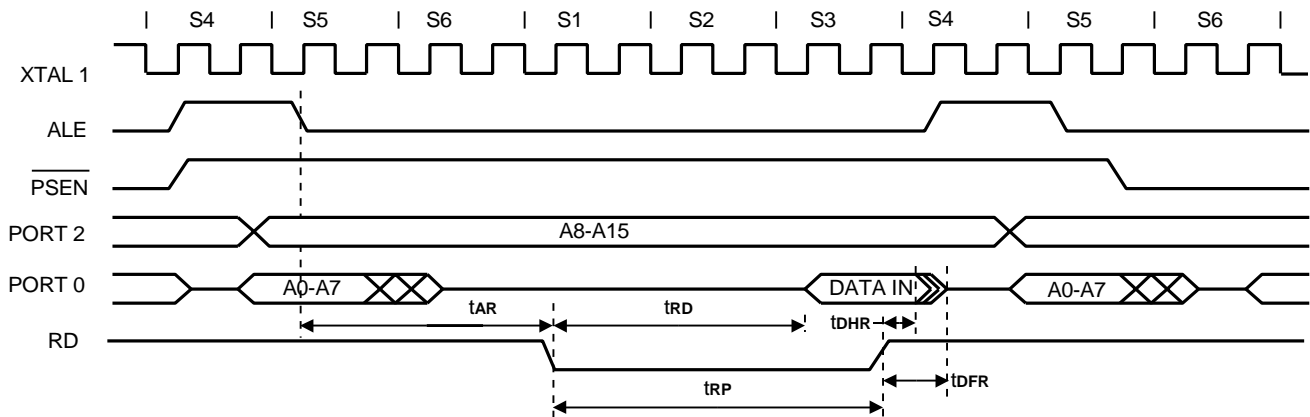 | S4 | S5 | S6 | S1 | S2 | S3 | S4 | S5 | S6 |
XTAL 1
ALE
PSEN
PORT 2 A8-A15
PORT 0 A0-A7 DATA IN A0-A7
tAR tRD tDHR
RD
tRP tDFR